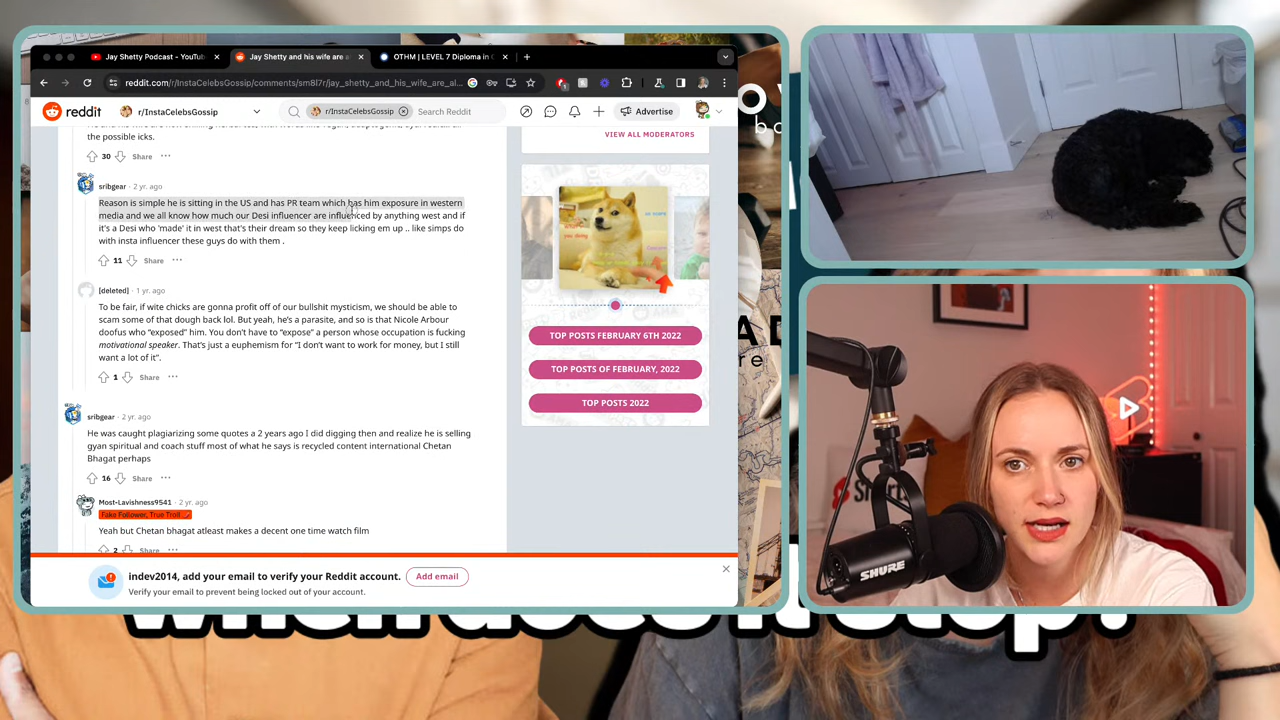 Jay Shetty Podcast - YouTu
Jay Shetty and his wife are a
OTHM | LEVEL 7 Diploma in
reddit.com/r/InstaCelebsGossip/comments/sm8l7r/jay_shetty_and_his_wife_are_al...
reddit
r/InstaCelebsGossip
r/InstaCelebsGossip
Search Reddit
Advertise
the possible icks.
30 Share ...
sribgear · 2 yr. ago
Reason is simple he is sitting in the US and has PR team which has him exposure in western
media and we all know how much our Desi influencer are influenced by anything west and if
it's a Desi who 'made' it in west that's their dream so they keep licking em up .. like simps do
with insta influencer these guys do with them .
11 Share ...
[deleted] · 1 yr. ago
To be fair, if wite chicks are gonna profit off of our bullshit mysticism, we should be able to
scam some of that dough back lol. But yeah, he's a parasite, and so is that Nicole Arbour
doofus who "exposed" him. You don't have to "expose" a person whose occupation is fucking
motivational speaker. That's just a euphemism for "I don't want to work for money, but I still
want a lot of it".
1 Share ...
sribgear · 2 yr. ago
He was caught plagiarizing some quotes a 2 years ago I did digging then and realize he is selling
gyan spiritual and coach stuff most of what he says is recycled content international Chetan
Bhagat perhaps
16 Share ...
Most-Lavishness9541 · 2 yr. ago
Fake Follower, True Troll
Yeah but Chetan bhagat atleast makes a decent one time watch film
2 Share ...
VIEW ALL MODERATORS
TOP POSTS FEBRUARY 6TH 2022
TOP POSTS OF FEBRUARY, 2022
TOP POSTS 2022
indev2014, add your email to verify your Reddit account.
Add email
Verify your email to prevent being locked out of your account.
SHURE
when does it stop?